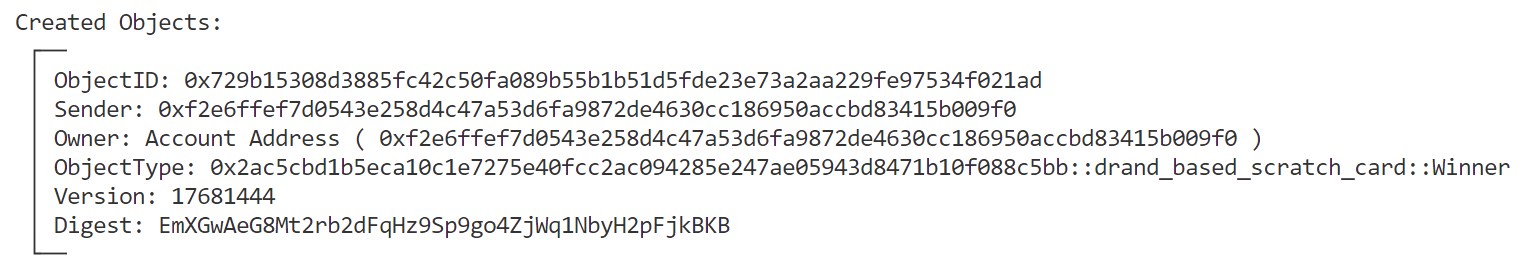 Created Objects:
ObjectID: 0x729b15308d3885fc42c50fa089b55b1b51d5fde23e73a2aa229fe97534f021ad
Sender: 0xf2e6ffef7d0543e258d4c47a53d6fa9872de4630cc186950accbd83415b009f0
Owner: Account Address ( 0xf2e6ffef7d0543e258d4c47a53d6fa9872de4630cc186950accbd83415b009f0 )
ObjectType: 0x2ac5cbd1b5eca10c1e7275e40fcc2ac094285e247ae05943d8471b10f088c5bb::drand_based_scratch_card::Winner
Version: 17681444
Digest: EmXGwAeG8Mt2rb2dFqHz9Sp9go4ZjWq1NbyH2pFjkBKB